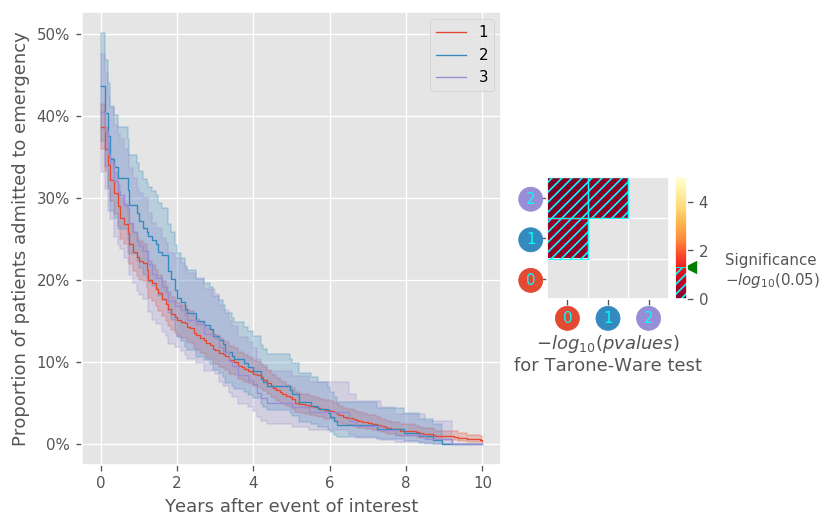 Proportion of patients admitted to emergency
50%
40%
30%
20%
10%
0%
0 2 4 6 8 10
Years after event of interest
1
2
3
2
1
0
0 1 2
−log₁₀(pvalues)
for Tarone-Ware test
4
2
0
Significance
−log₁₀(0.05)